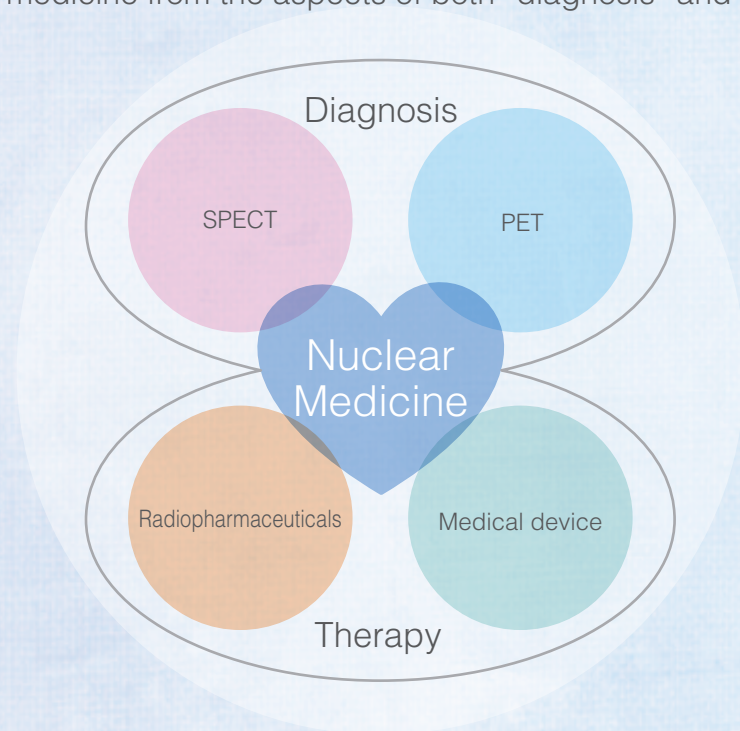 medicine from the aspects of both “diagnosis” and
Diagnosis
SPECT
PET
Nuclear
Medicine
Radiopharmaceuticals
Medical device
Therapy